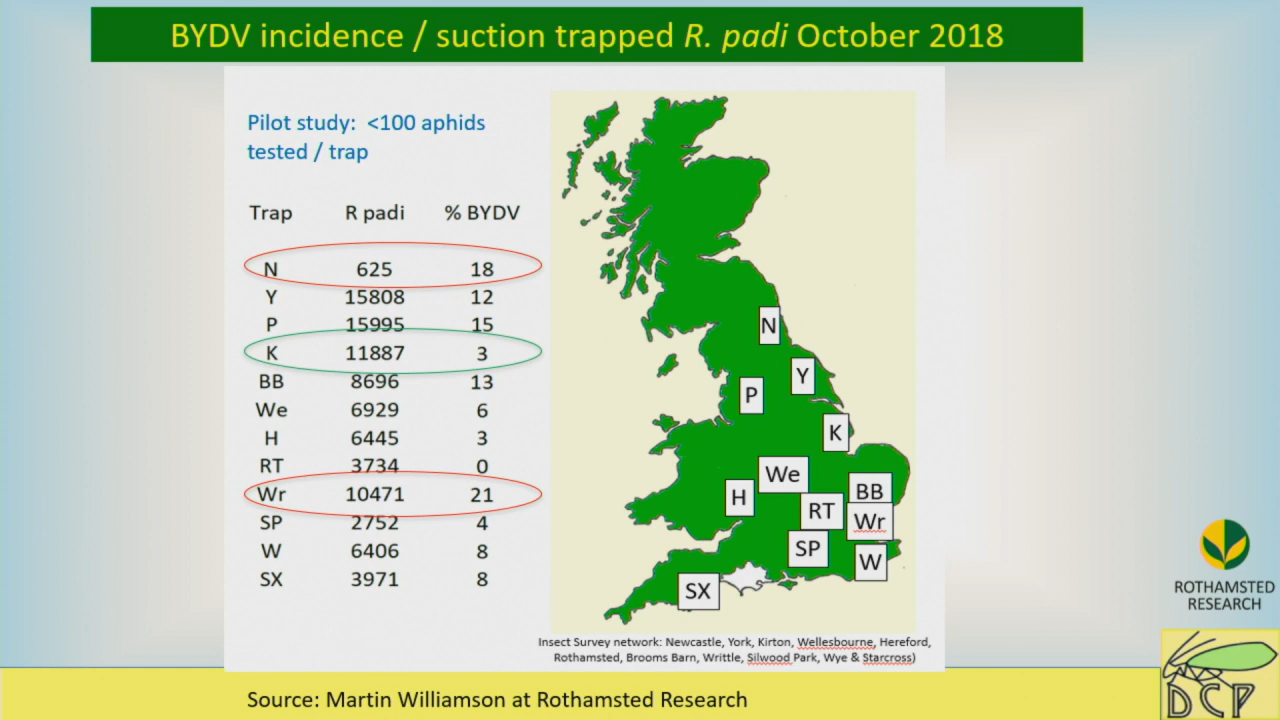 BYDV incidence / suction trapped R. padi October 2018
Pilot study: <100 aphids
tested / trap
Trap R padi % BYDV
N 625 18
Y 15808 12
P 15995 15
K 11887 3
BB 8696 13
We 6929 6
H 6445 3
RT 3734 0
Wr 10471 21
SP 2752 4
W 6406 8
SX 3971 8
N
Y
P
K
We
H
BB
RT
Wr
SP
W
SX
Insect Survey network: Newcastle, York, Kirton, Wellesbourne, Hereford,
Rothamsted, Brooms Barn, Writtle, Silwood Park, Wye & Starcross)
ROTHAMSTED
RESEARCH
DCP
Source: Martin Williamson at Rothamsted Research